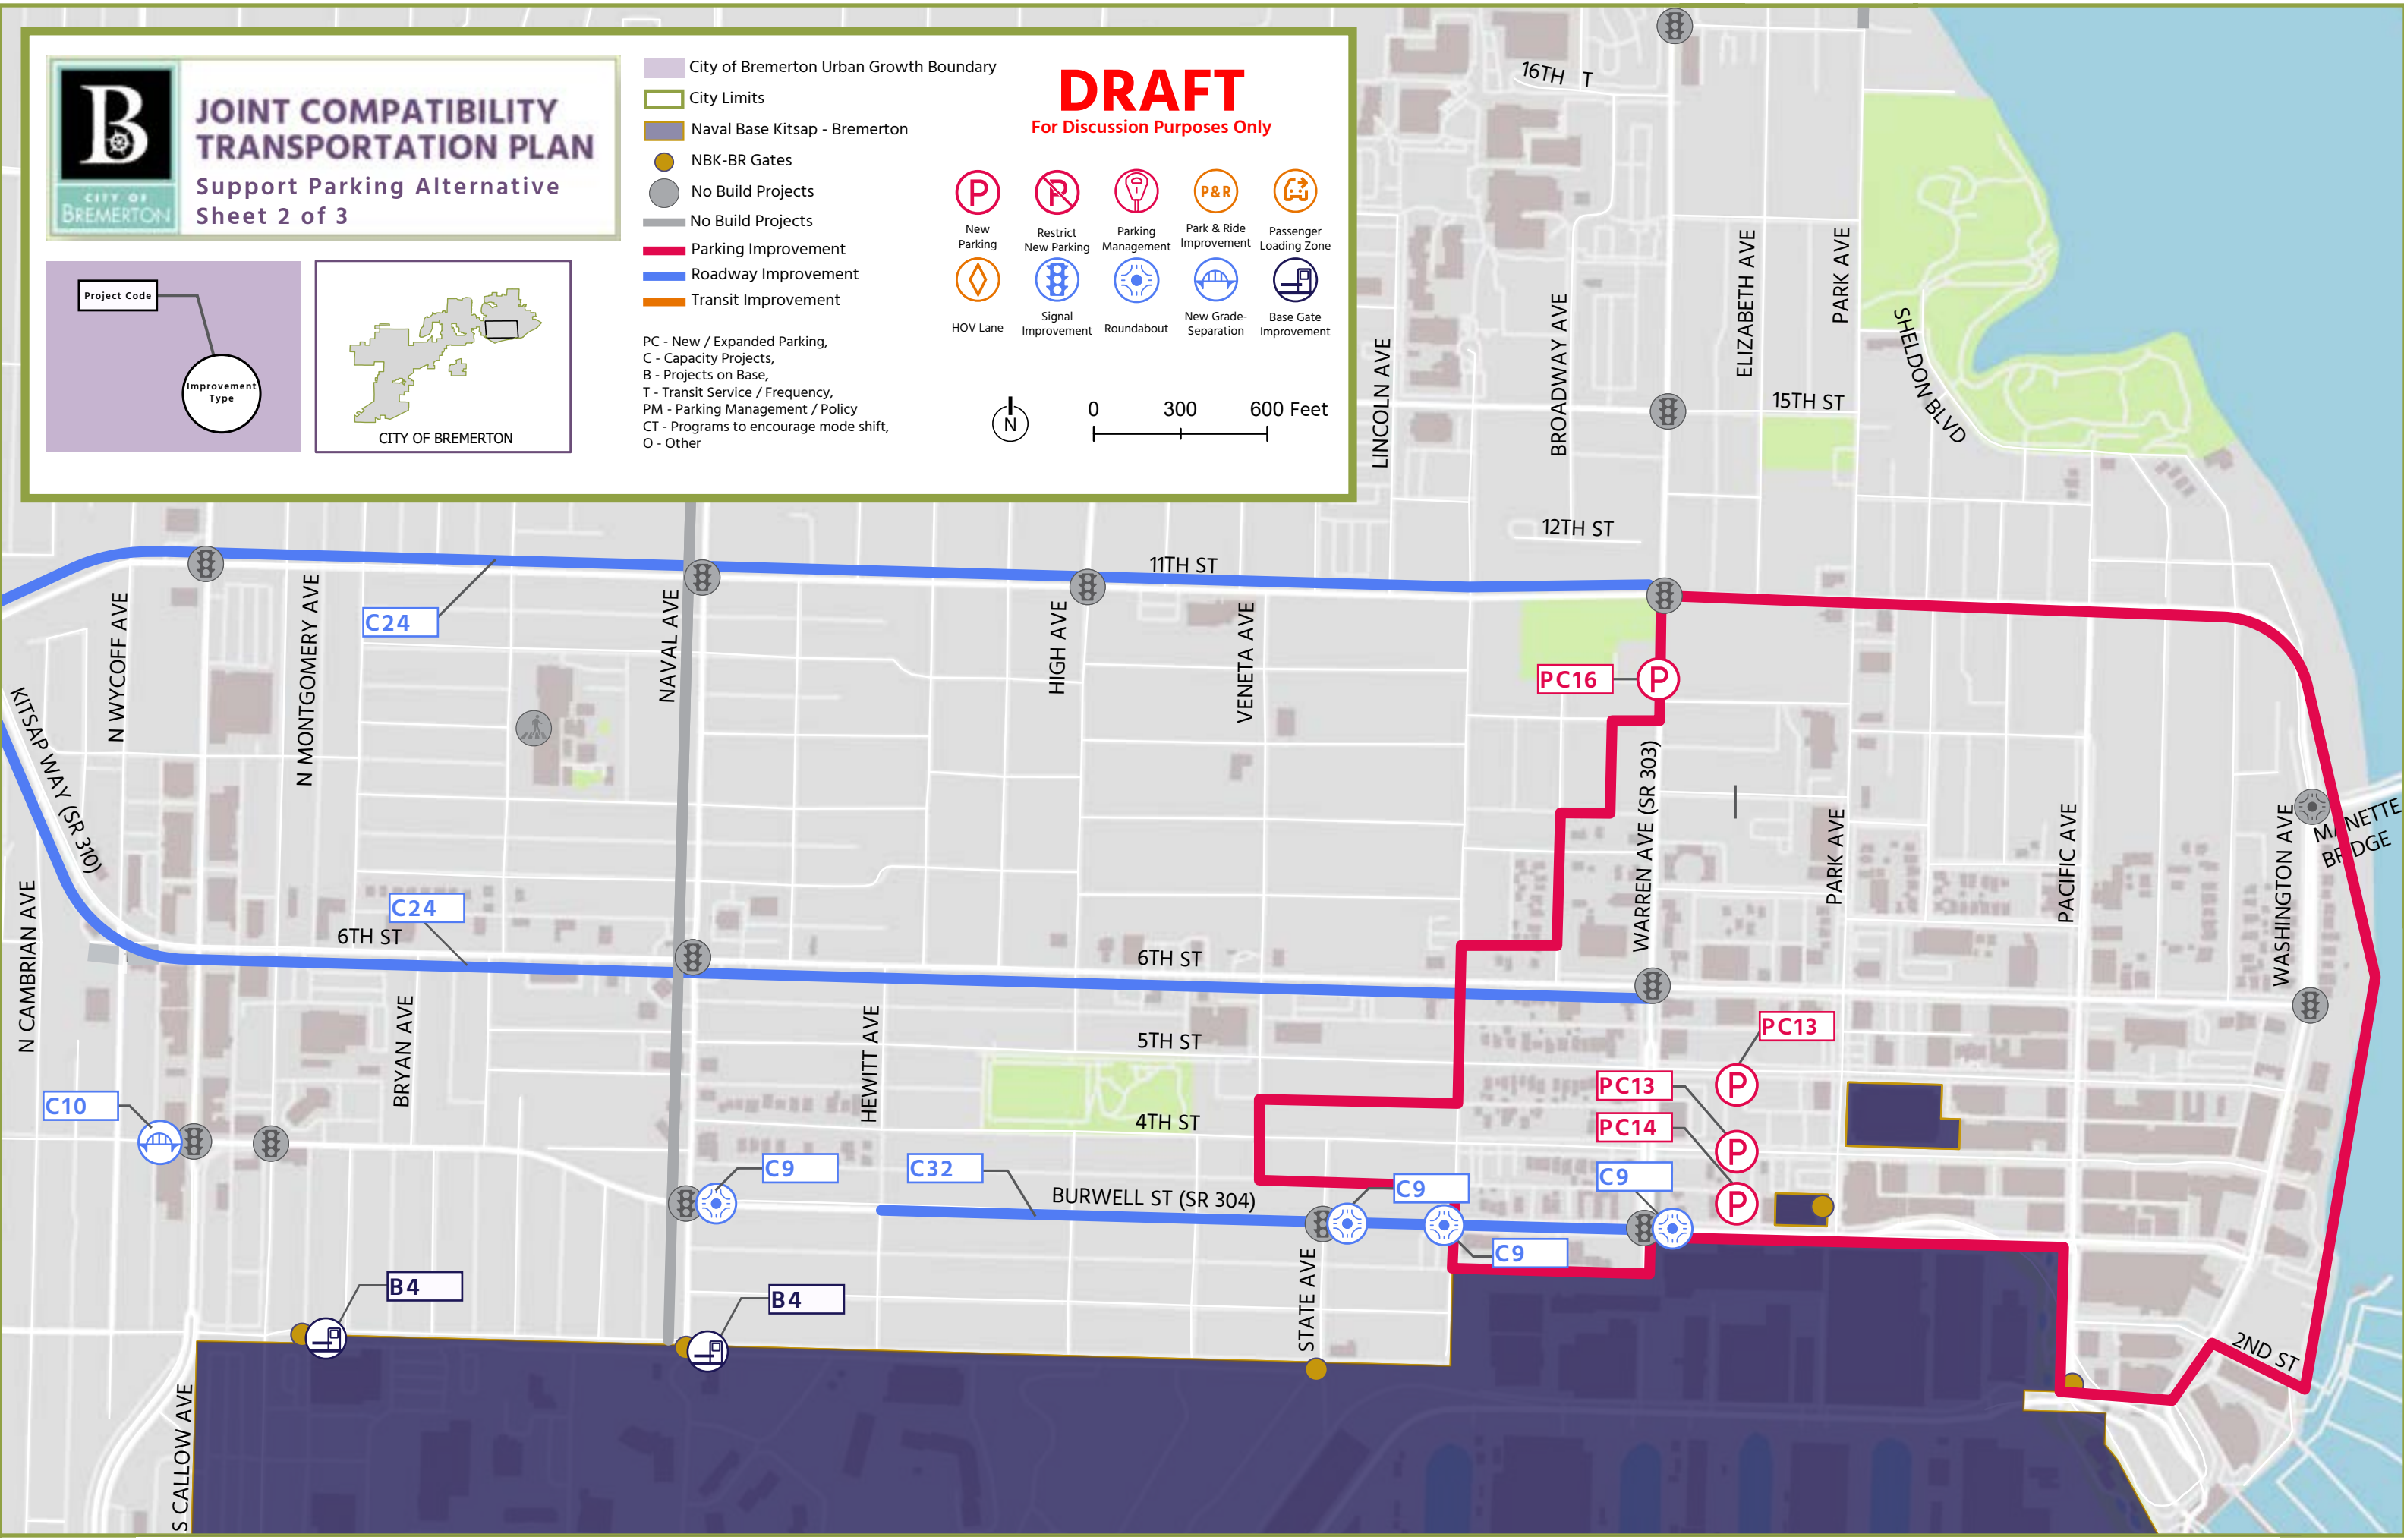 B
CITY OF
BREMERTON
JOINT COMPATIBILITY
TRANSPORTATION PLAN
Support Parking Alternative
Sheet 2 of 3
Project Code
Improvement
Type
CITY OF BREMERTON
City of Bremerton Urban Growth Boundary
City Limits
Naval Base Kitsap - Bremerton
NBK-BR Gates
No Build Projects
No Build Projects
Parking Improvement
Roadway Improvement
Transit Improvement
PC - New / Expanded Parking,
C - Capacity Projects,
B - Projects on Base,
T - Transit Service / Frequency,
PM - Parking Management / Policy
CT - Programs to encourage mode shift,
O - Other
DRAFT
For Discussion Purposes Only
P
P
P&R
New
Parking
Restrict
New Parking
Parking
Management
Park & Ride
Improvement
Passenger
Loading Zone
HOV Lane
Signal
Improvement
Roundabout
New Grade-
Separation
Base Gate
Improvement
N
0 300 600 Feet
16TH T
LINCOLN AVE
BROADWAY AVE
ELIZABETH AVE
PARK AVE
SHELDON BLVD
15TH ST
12TH ST
11TH ST
C24
N WYCOFF AVE
N MONTGOMERY AVE
NAVAL AVE
HIGH AVE
VENETA AVE
PC16
P
KITSAP WAY (SR 310)
WARREN AVE (SR 303)
PARK AVE
PACIFIC AVE
WASHINGTON AVE
MANETTE
BRIDGE
N CAMBRIAN AVE
C24
6TH ST
6TH ST
BRYAN AVE
HEWITT AVE
5TH ST
4TH ST
PC13
P
PC13
P
PC14
P
C10
C9
C32
BURWELL ST (SR 304)
C9
C9
C9
B4
B4
STATE AVE
2ND ST
S CALLOW AVE